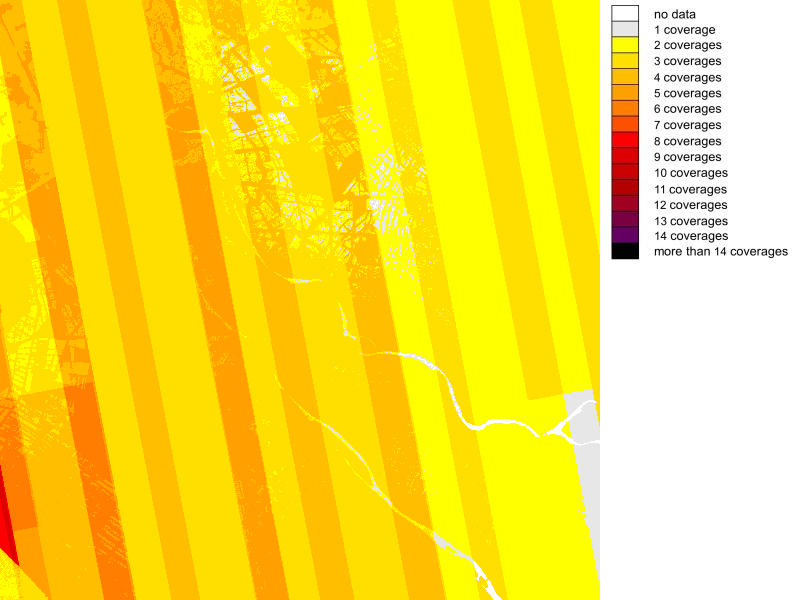 no data
1 coverage
2 coverages
3 coverages
4 coverages
5 coverages
6 coverages
7 coverages
8 coverages
9 coverages
10 coverages
11 coverages
12 coverages
13 coverages
14 coverages
more than 14 coverages